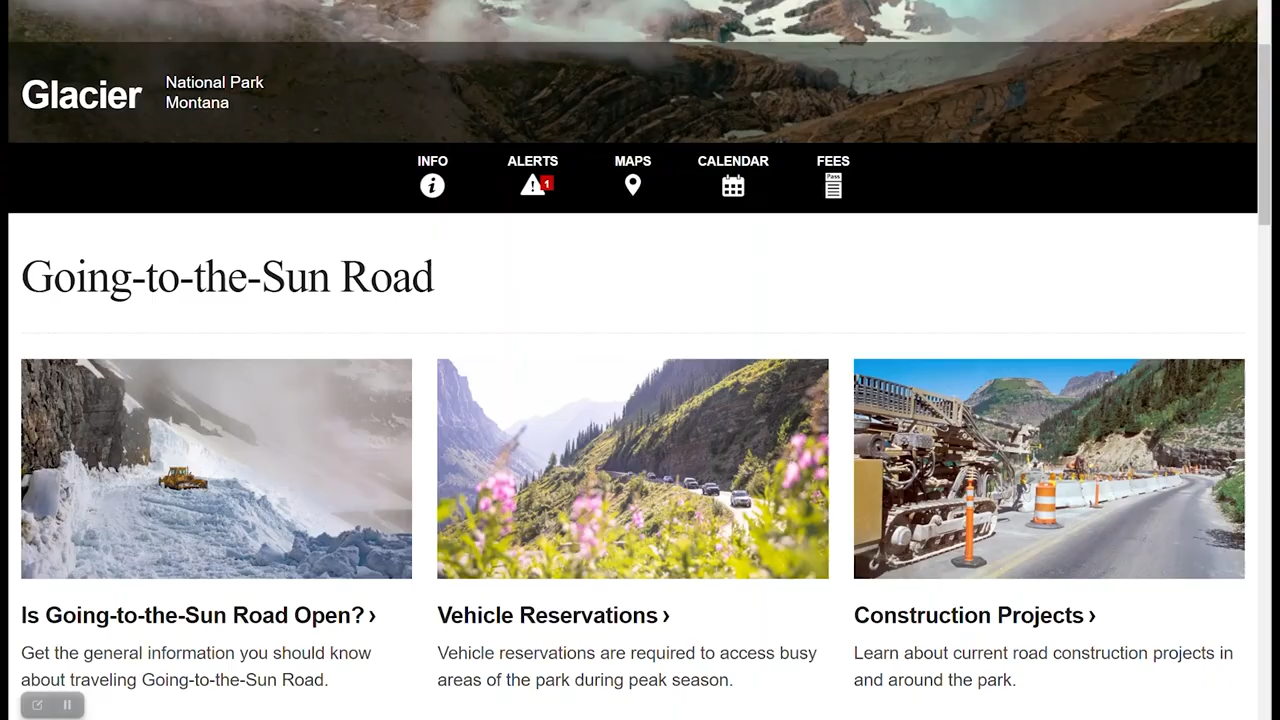 Glacier
National Park
Montana
INFO
ALERTS
1
MAPS
CALENDAR
FEES
Pass
Going-to-the-Sun Road
Is Going-to-the-Sun Road Open? ›
Get the general information you should know
about traveling Going-to-the-Sun Road.
Vehicle Reservations ›
Vehicle reservations are required to access busy
areas of the park during peak season.
Construction Projects ›
Learn about current road construction projects in
and around the park.